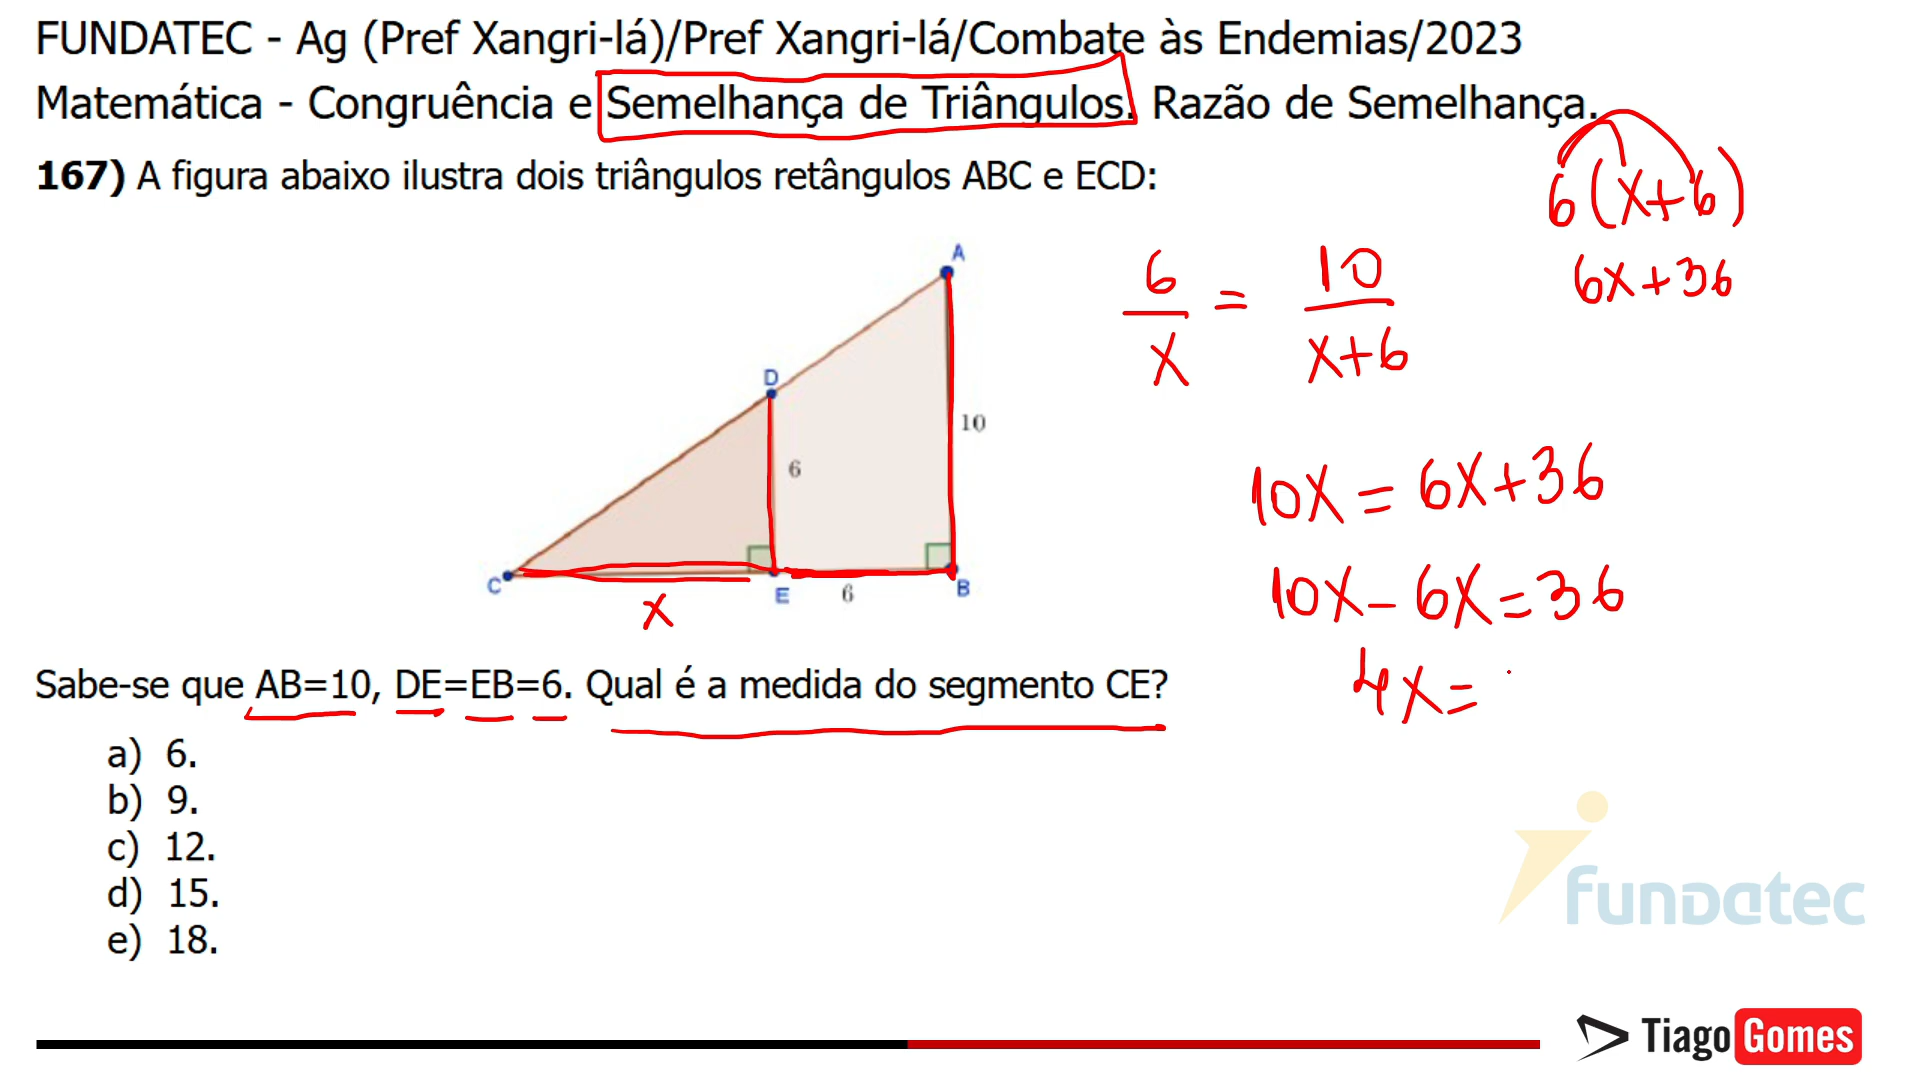 FUNDATEC - Ag (Pref Xangri-lá)/Pref Xangri-lá/Combate às Endemias/2023
Matemática - Congruência e Semelhança de Triângulos. Razão de Semelhança.
167) A figura abaixo ilustra dois triângulos retângulos ABC e ECD:
6(x+6)
6x+36
A
D
10
6
C
E
6
B
x
6/x = 10/x+6
10x = 6x+36
10x - 6x = 36
4x =
Sabe-se que AB=10, DE=EB=6. Qual é a medida do segmento CE?
a) 6.
b) 9.
c) 12.
d) 15.
e) 18.
fundatec
Tiago Gomes